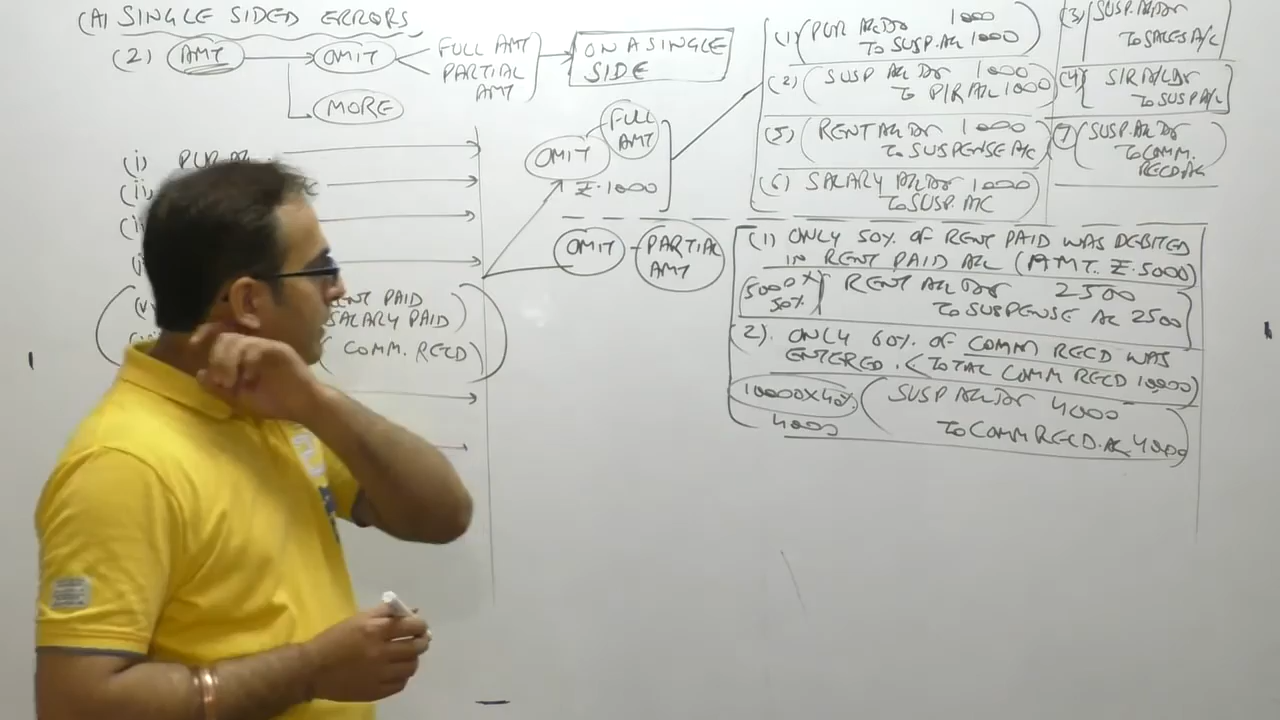 (A) SINGLE SIDED ERRORS
(2) AMT OMIT FULL AMT
PARTIAL
AMT
ON A SINGLE
SIDE
MORE
(i) PUR A/c
OMIT FULL
AMT
₹.1000
OMIT - PARTIAL
AMT
RENT PAID
SALARY PAID
(COMM. RECD)
(1) (PUR A/c Dr 1000
TO SUSP. A/c 1000
(2) (SUSP A/c Dr 1000
TO P/R A/c 1000
(5) (RENT A/c Dr 1000
TO SUSPENSE A/C
(6) SALARY A/c Dr 1000
TO SUSP. A/C
(3) SUSP. A/c Dr
TO SALES A/C
(4) S/R A/c Dr
TO SUSP A/c
(7) SUSP. A/c Dr
TO COMM.
RECD A/c
(1) ONLY 50% OF RENT PAID WAS DEBITED
IN RENT PAID A/c (AMT. ₹.5000)
5000 X
50%
RENT A/c Dr 2500
TO SUSPENSE A/c 2500
(2). ONLY 60% OF COMM RECD WAS
ENTERED. (TOTAL COMM RECD 10000)
10000X40%
4000
SUSP A/c Dr 4000
TO COMM RECD. A/c 4000